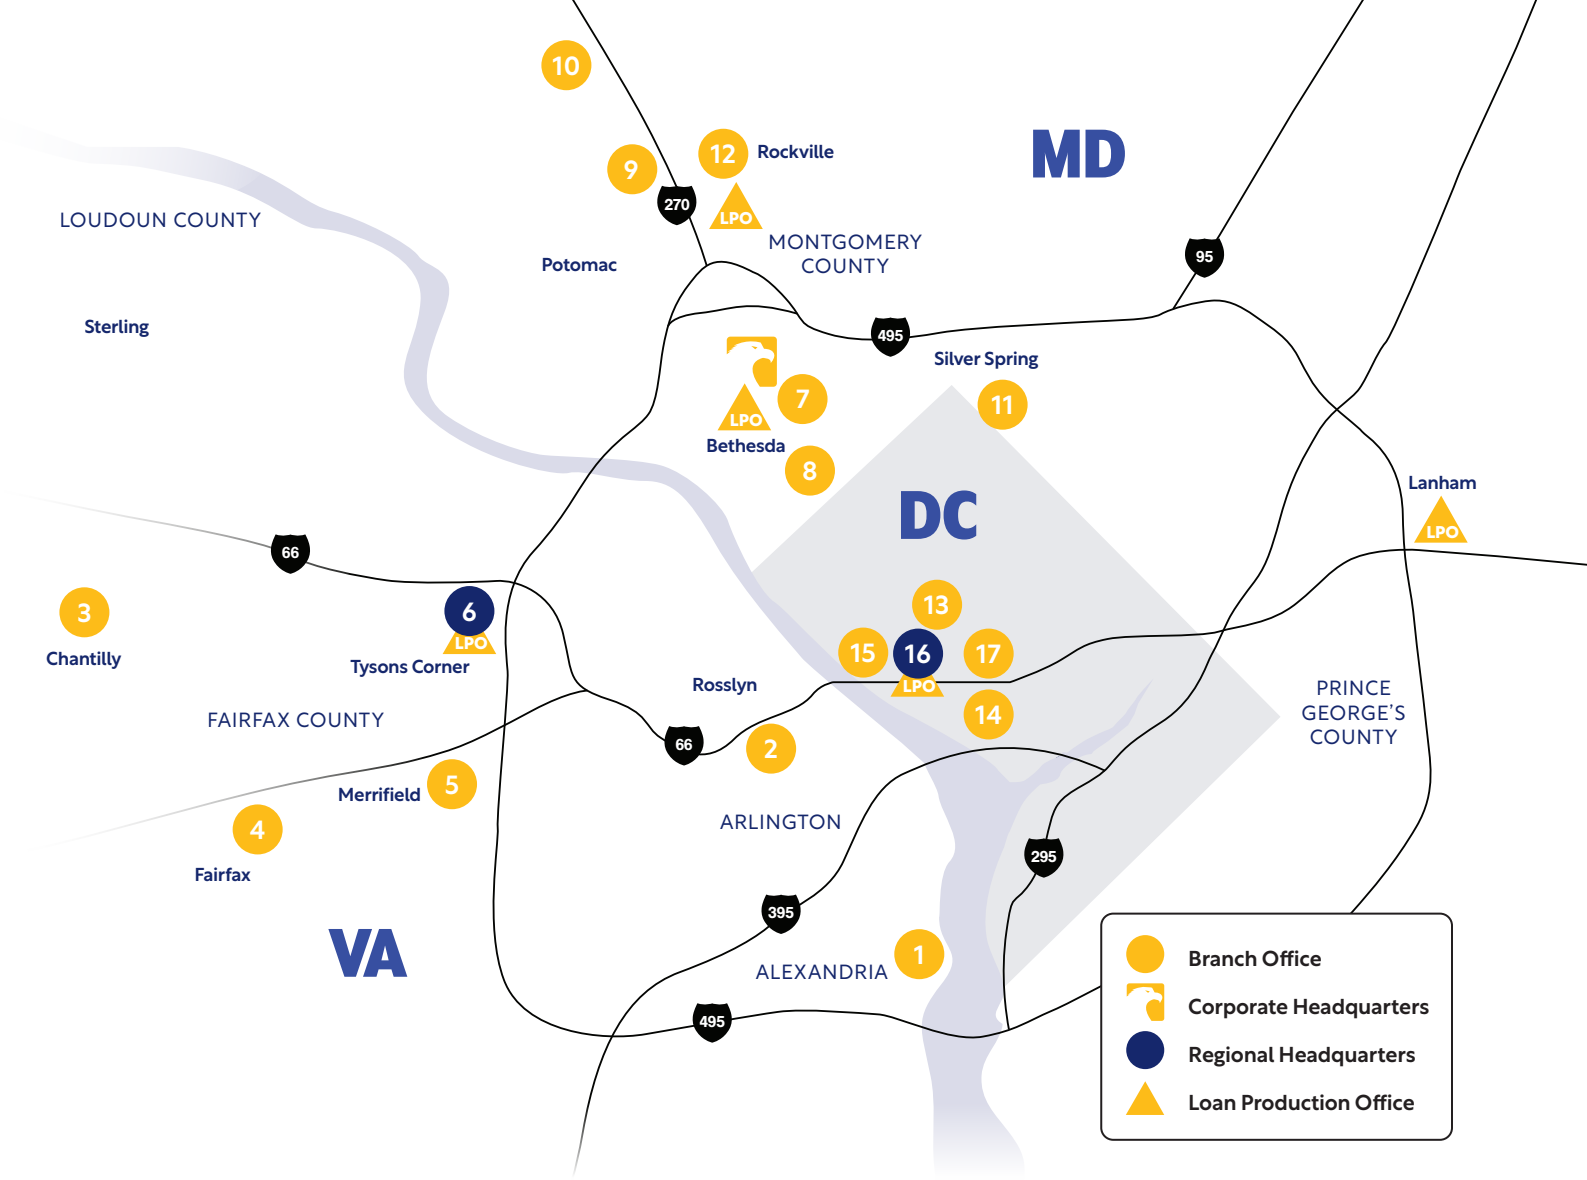 10
12
Rockville
9
MD
270
LPO
LOUDOUN COUNTY
MONTGOMERY
COUNTY
95
Potomac
Sterling
495
Silver Spring
7
11
LPO
Bethesda
8
DC
Lanham
LPO
66
3
6
LPO
Chantilly
Tysons Corner
13
15
16
17
LPO
14
Rosslyn
PRINCE
GEORGE'S
COUNTY
FAIRFAX COUNTY
66
2
5
Merrifield
4
Fairfax
ARLINGTON
295
395
VA
1
ALEXANDRIA
495
Branch Office
Corporate Headquarters
Regional Headquarters
Loan Production Office